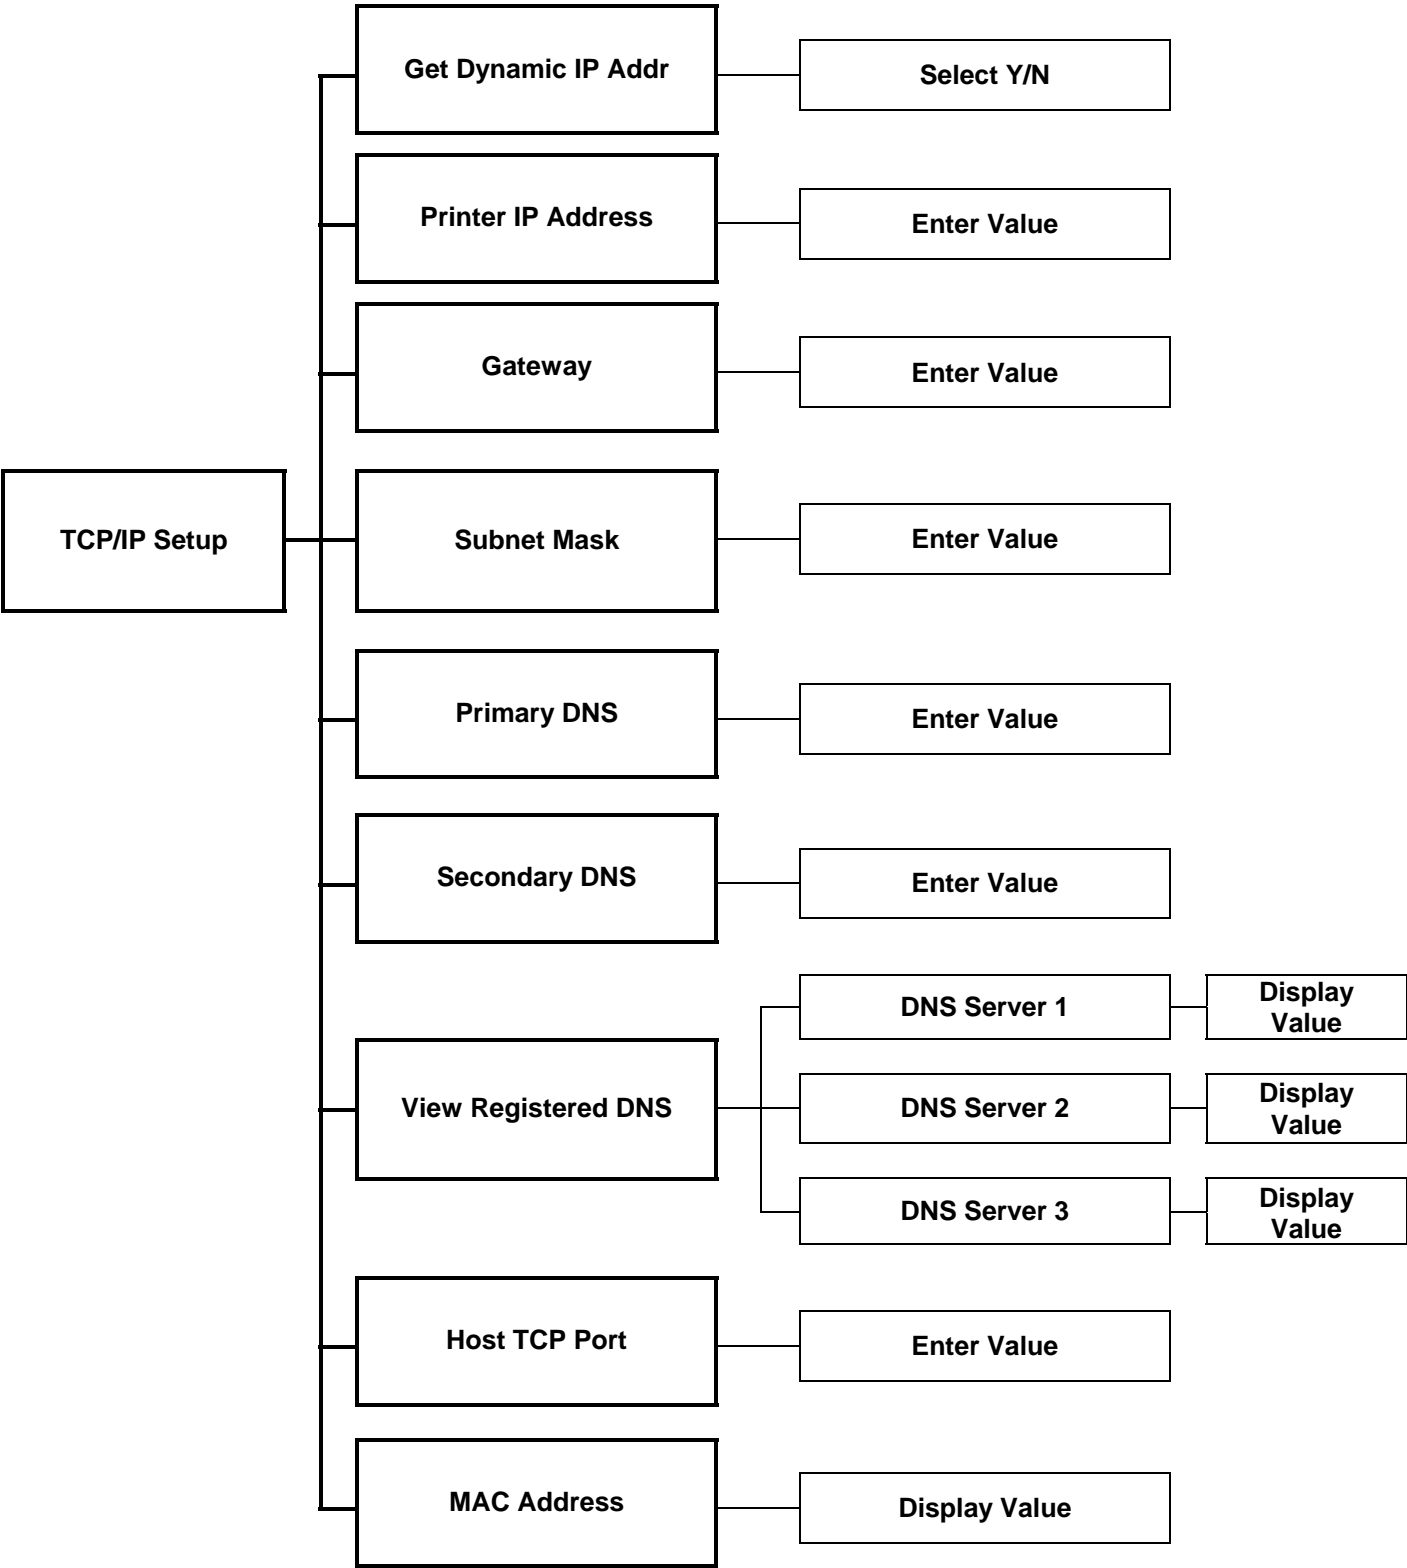 Get Dynamic IP Addr
Select Y/N
Printer IP Address
Enter Value
Gateway
Enter Value
TCP/IP Setup
Subnet Mask
Enter Value
Primary DNS
Enter Value
Secondary DNS
Enter Value
View Registered DNS
DNS Server 1
Display
Value
DNS Server 2
Display
Value
DNS Server 3
Display
Value
Host TCP Port
Enter Value
MAC Address
Display Value